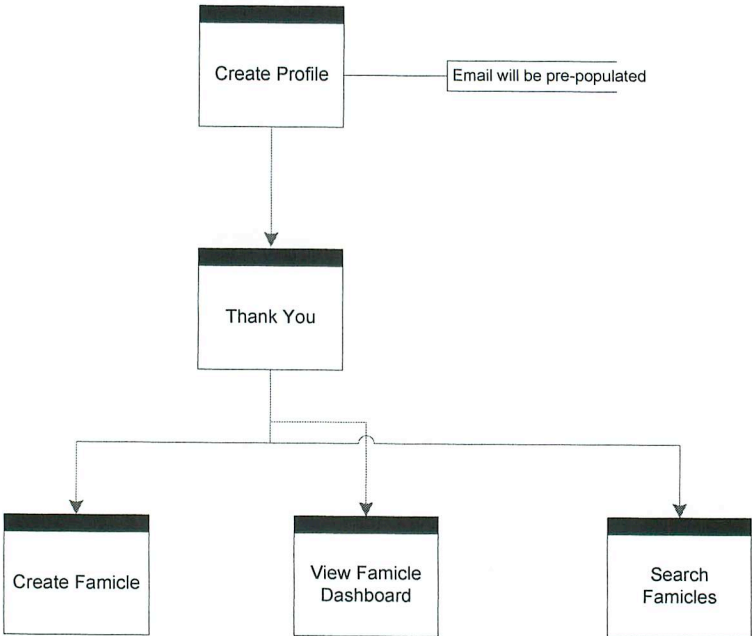 Create Profile
Email will be pre-populated
Thank You
Create Famicle
View Famicle
Dashboard
Search
Famicles